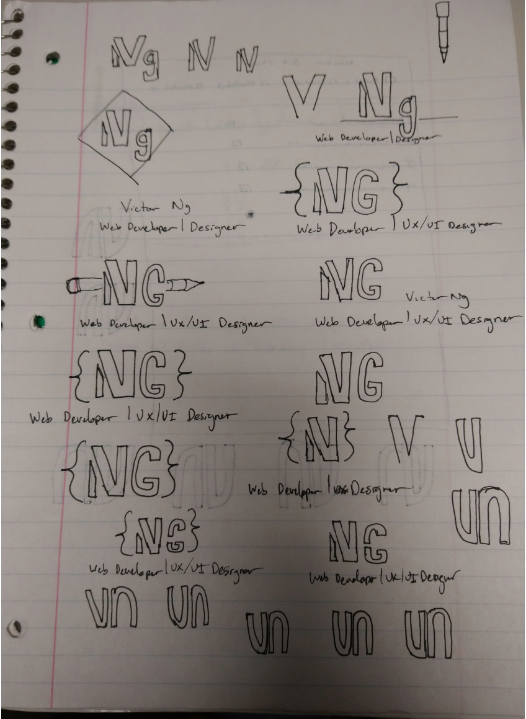 Ng N N
V Ng
Web Developer | Designer
Ng
Victor Ng
Web Developer | Designer
{NG}
Web Developer | UX/UI Designer
NG
Web Developer | UX/UI Designer
NG
Victor Ng
Web Developer | UX/UI Designer
{NG}
Web Developer | UX/UI Designer
NG
{N} V U
Web Developer | Designer
{NG}
un
{NG}
Web Developer | UX/UI Designer
NG
Web Developer | UX/UI Designer
un un un un un